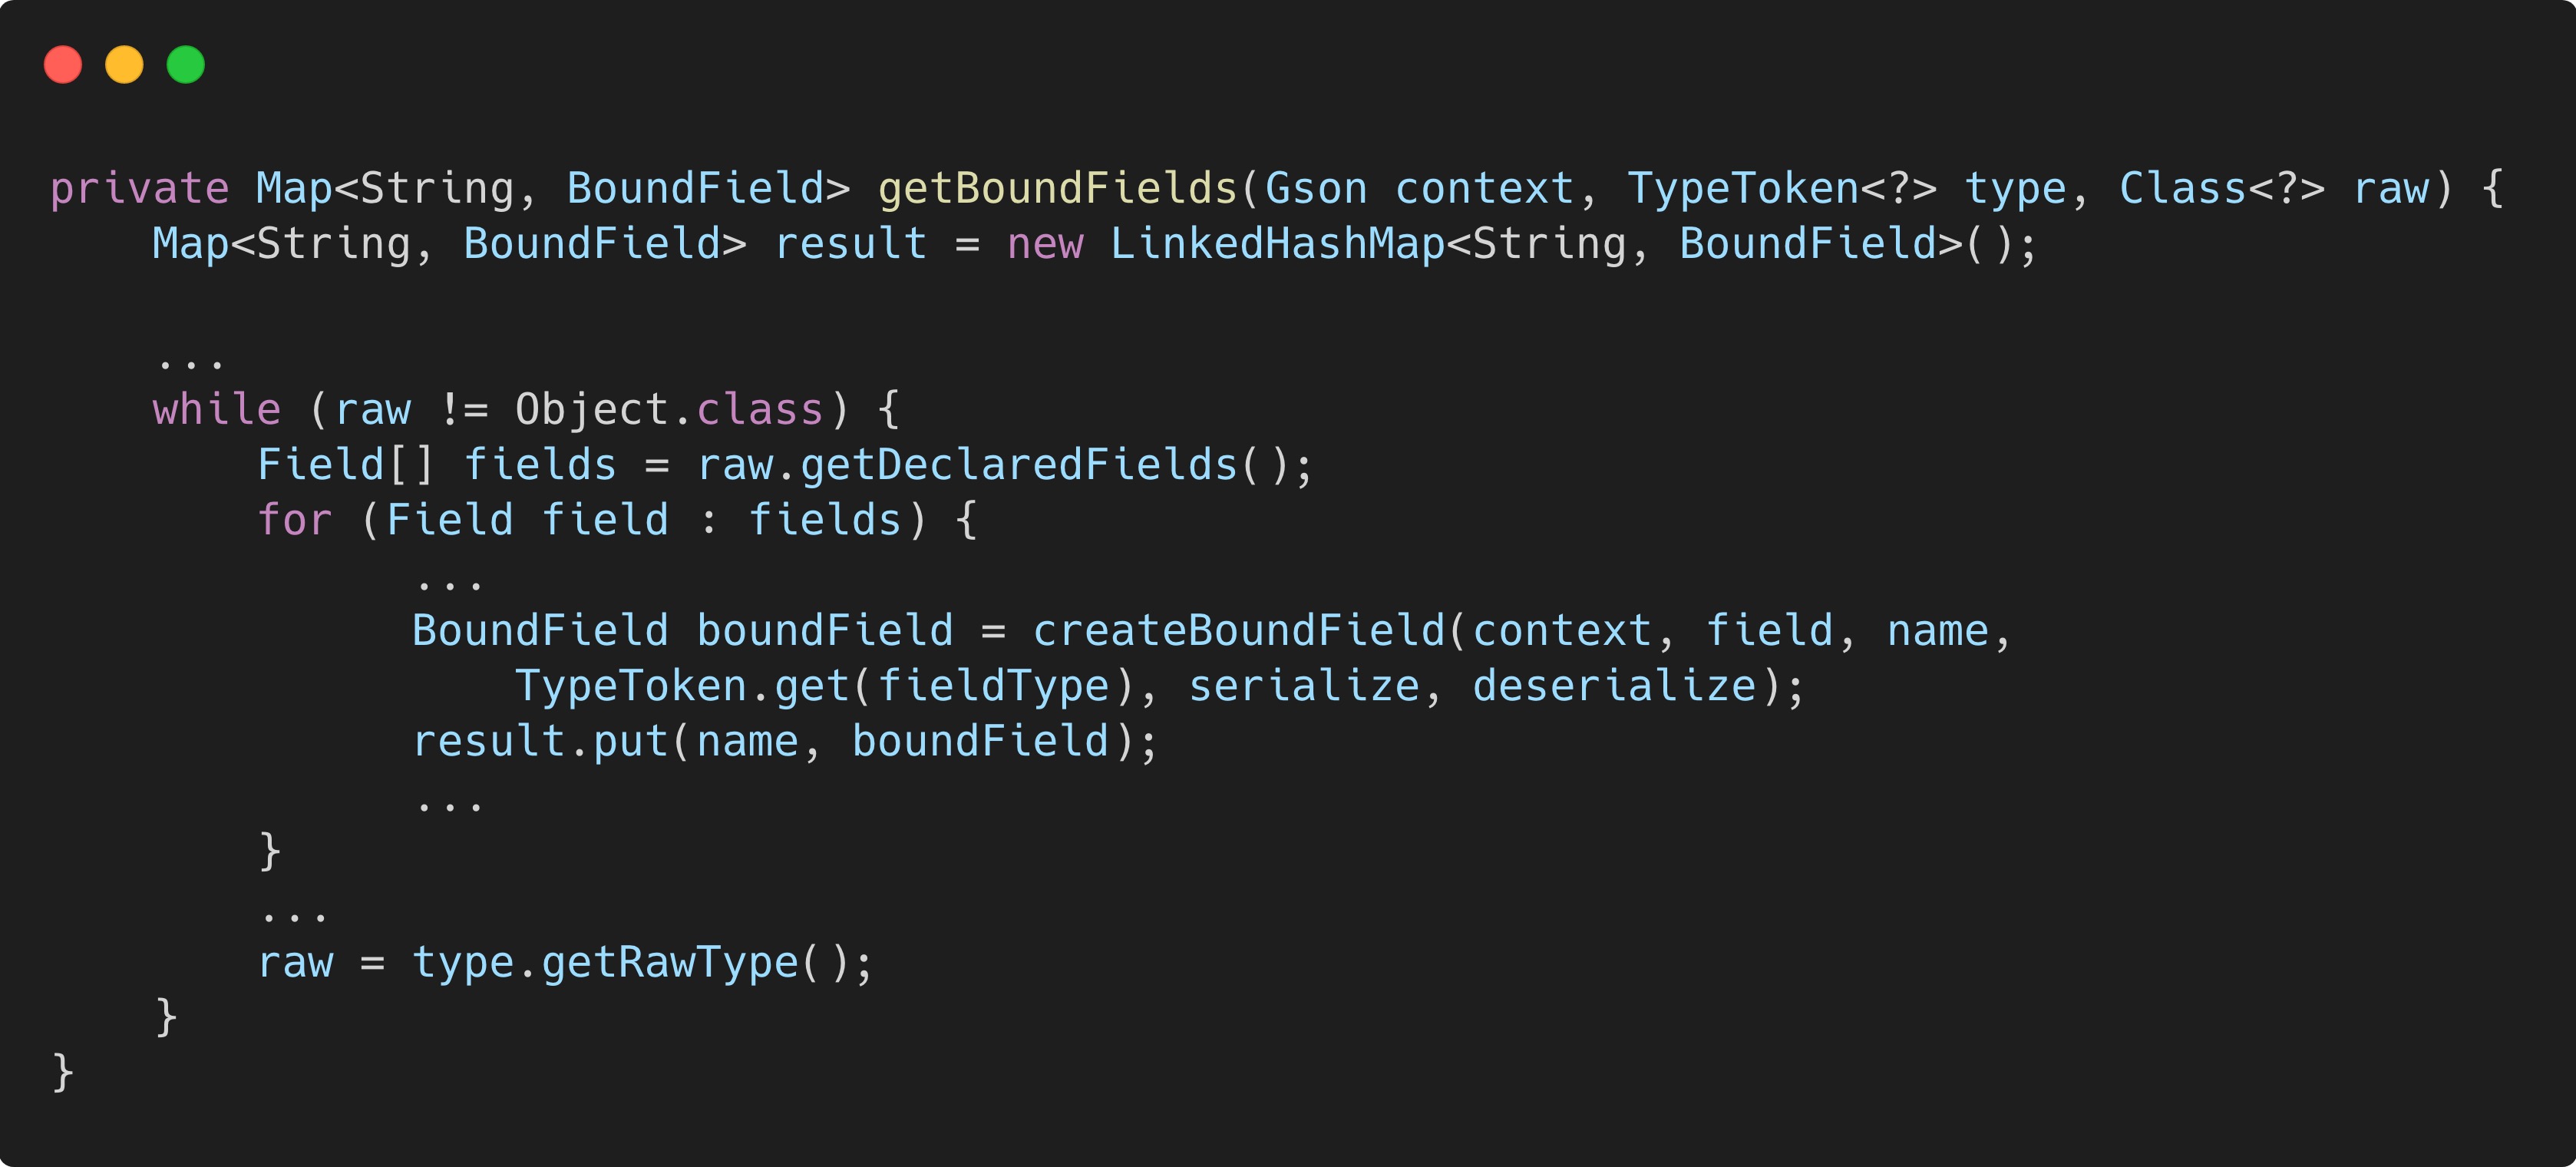 private Map<String, BoundField> getBoundFields(Gson context, TypeToken<?> type, Class<?> raw) {
    Map<String, BoundField> result = new LinkedHashMap<String, BoundField>();

    ...
    while (raw != Object.class) {
        Field[] fields = raw.getDeclaredFields();
        for (Field field : fields) {
              ...
              BoundField boundField = createBoundField(context, field, name,
                  TypeToken.get(fieldType), serialize, deserialize);
              result.put(name, boundField);
              ...
        }
        ...
        raw = type.getRawType();
    }
}